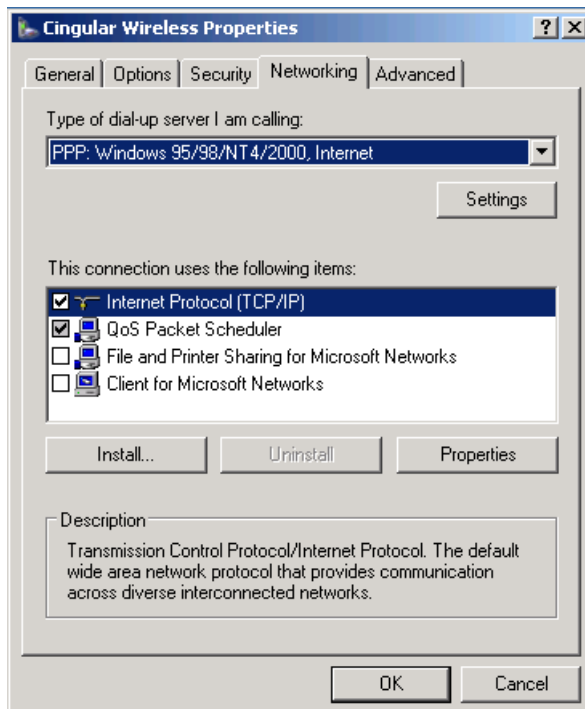 Cingular Wireless Properties ? X
General Options Security Networking Advanced
Type of dial-up server I am calling:
PPP: Windows 95/98/NT4/2000, Internet
Settings
This connection uses the following items:
Internet Protocol (TCP/IP)
QoS Packet Scheduler
File and Printer Sharing for Microsoft Networks
Client for Microsoft Networks
Install... Uninstall Properties
Description
Transmission Control Protocol/Internet Protocol. The default
wide area network protocol that provides communication
across diverse interconnected networks.
OK Cancel